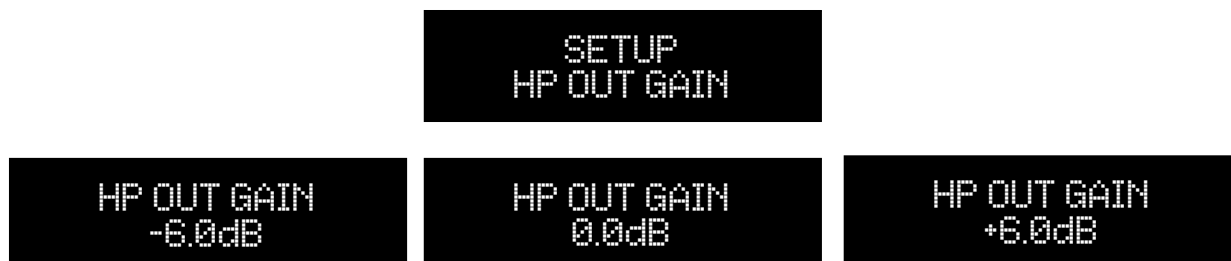 SETUP
HP OUT GAIN
HP OUT GAIN
-6.0dB
HP OUT GAIN
0.0dB
HP OUT GAIN
+6.0dB